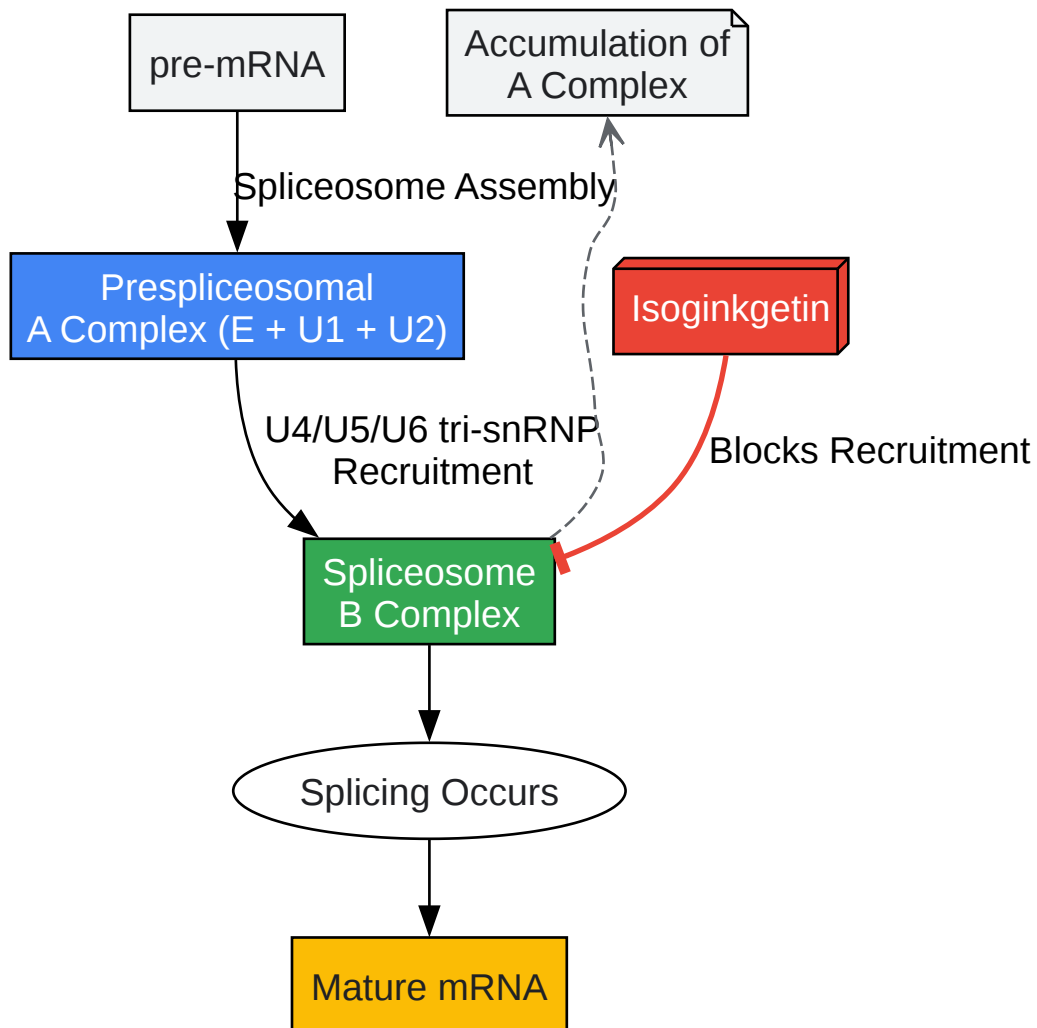 pre-mRNA
Accumulation of
A Complex
Spliceosome Assembly
Prespliceosomal
A Complex (E + U1 + U2)
Isoginkgetin
U4/U5/U6 tri-snRNP
Recruitment
Blocks Recruitment
Spliceosome
B Complex
Splicing Occurs
Mature mRNA